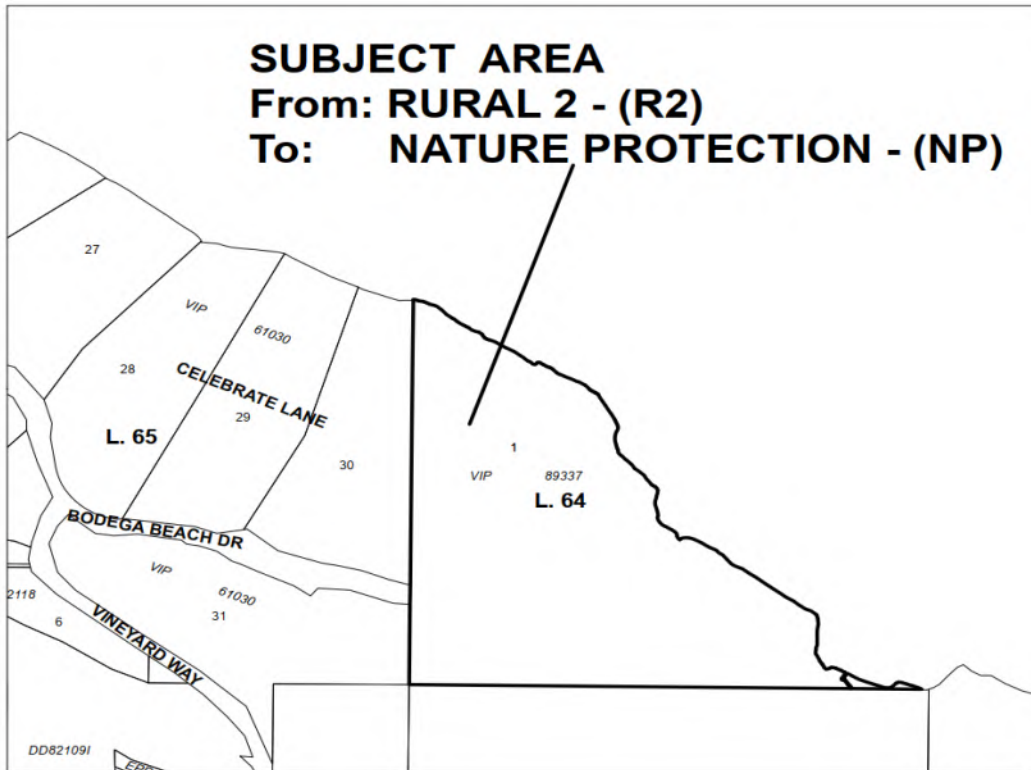 SUBJECT AREA
From: RURAL 2 - (R2)
To: NATURE PROTECTION - (NP)
27
VIP
61030
28
CELEBRATE LANE
29
L. 65
30
1
VIP
89337
L. 64
BODEGA BEACH DR
VIP
61030
31
2118
6
VINEYARD WAY
DD82109I